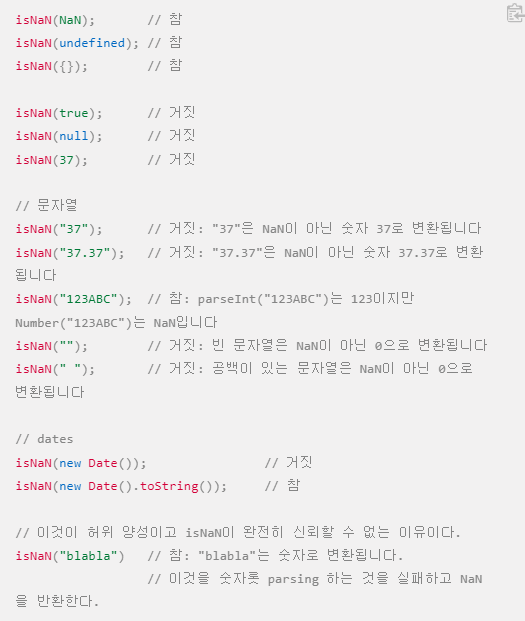 isNaN(NaN);       // 참
isNaN(undefined); // 참
isNaN({});        // 참
isNaN(true);      // 거짓
isNaN(null);      // 거짓
isNaN(37);        // 거짓
// 문자열
isNaN("37");      // 거짓: "37"은 NaN이 아닌 숫자 37로 변환됩니다
isNaN("37.37");   // 거짓: "37.37"은 NaN이 아닌 숫자 37.37로 변환
됩니다
isNaN("123ABC");  // 참: parseInt("123ABC")는 123이지만
Number("123ABC")는 NaN입니다
isNaN("");        // 거짓: 빈 문자열은 NaN이 아닌 0으로 변환됩니다
isNaN(" ");       // 거짓: 공백이 있는 문자열은 NaN이 아닌 0으로
변환됩니다
// dates
isNaN(new Date());                // 거짓
isNaN(new Date().toString());     // 참
// 이것이 허위 양성이고 isNaN이 완전히 신뢰할 수 없는 이유이다.
isNaN("blabla")   // 참: "blabla"는 숫자로 변환됩니다.
                  // 이것을 숫자롯 parsing 하는 것을 실패하고 NaN
을 반환한다.